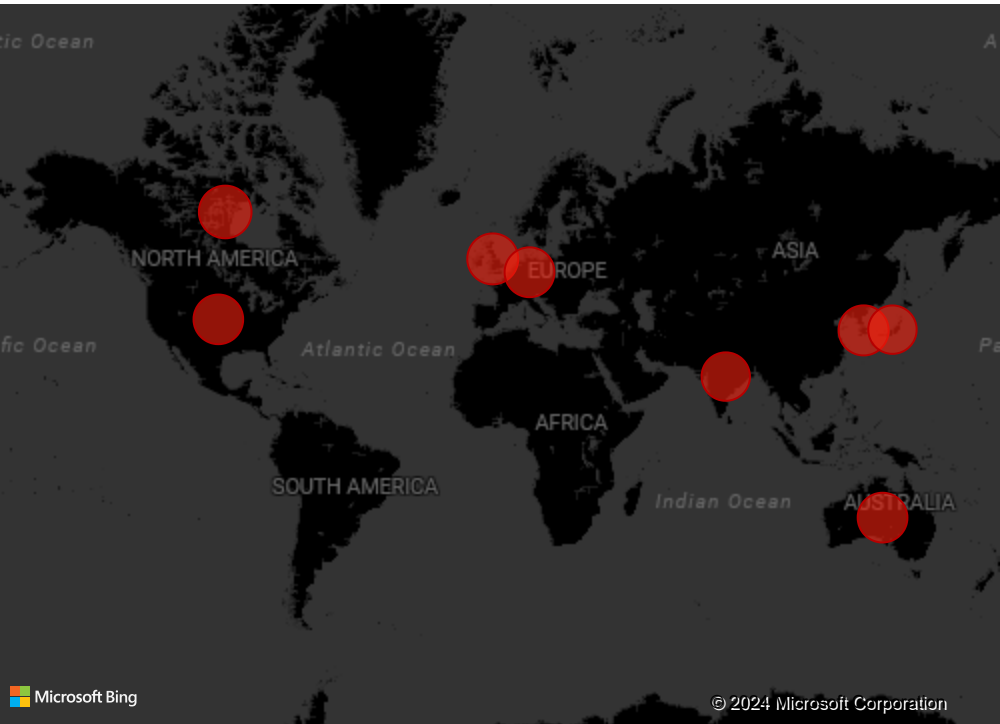 tic Ocean
A
NORTH AMERICA
ASIA
EUROPE
fic Ocean
Atlantic Ocean
Pa
AFRICA
SOUTH AMERICA
Indian Ocean
AUSTRALIA
Microsoft Bing
© 2024 Microsoft Corporation